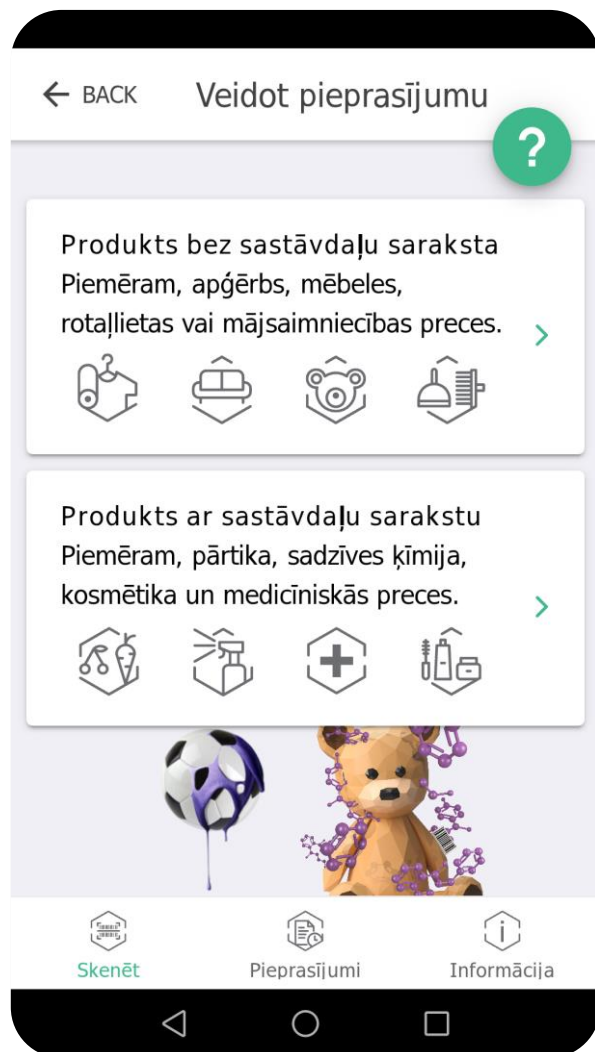 BACK Veidot pieprasījumu
?
Produkts bez sastāvdaļu saraksta
Piemēram, apģērbs, mēbeles,
rotaļlietas vai mājsaimniecības preces.
Produkts ar sastāvdaļu sarakstu
Piemēram, pārtika, sadzīves ķīmija,
kosmētika un medicīniskās preces.
Skenēt Pieprasījumi Informācija